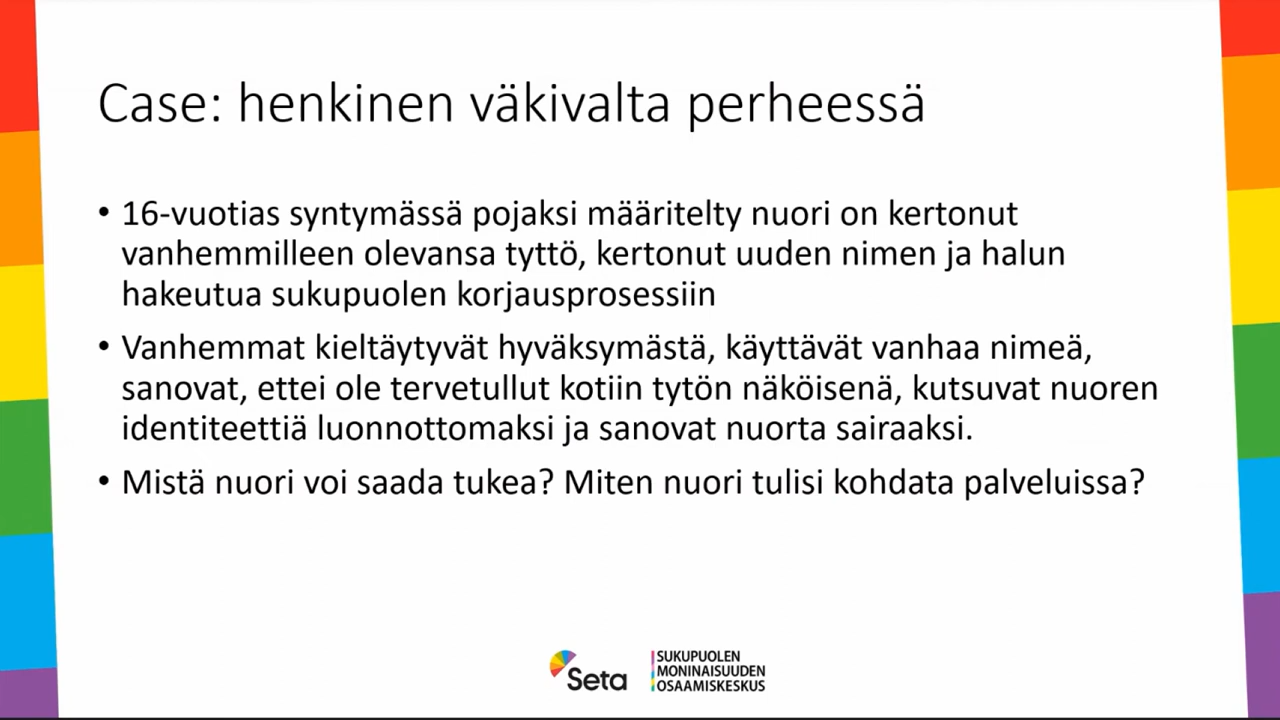 Case: henkinen väkivalta perheessä
• 16-vuotias syntymässä pojaksi määritelty nuori on kertonut
vanhemmilleen olevansa tyttö, kertonut uuden nimen ja halun
hakeutua sukupuolen korjausprosessiin
• Vanhemmat kieltäytyvät hyväksymästä, käyttävät vanhaa nimeä,
sanovat, ettei ole tervetullut kotiin tytön näköisenä, kutsuvat nuoren
identiteettiä luonnottomaksi ja sanovat nuorta sairaaksi.
• Mistä nuori voi saada tukea? Miten nuori tulisi kohdata palveluissa?
Seta
SUKUPUOLEN
MONINAISUUDEN
OSAAMISKESKUS